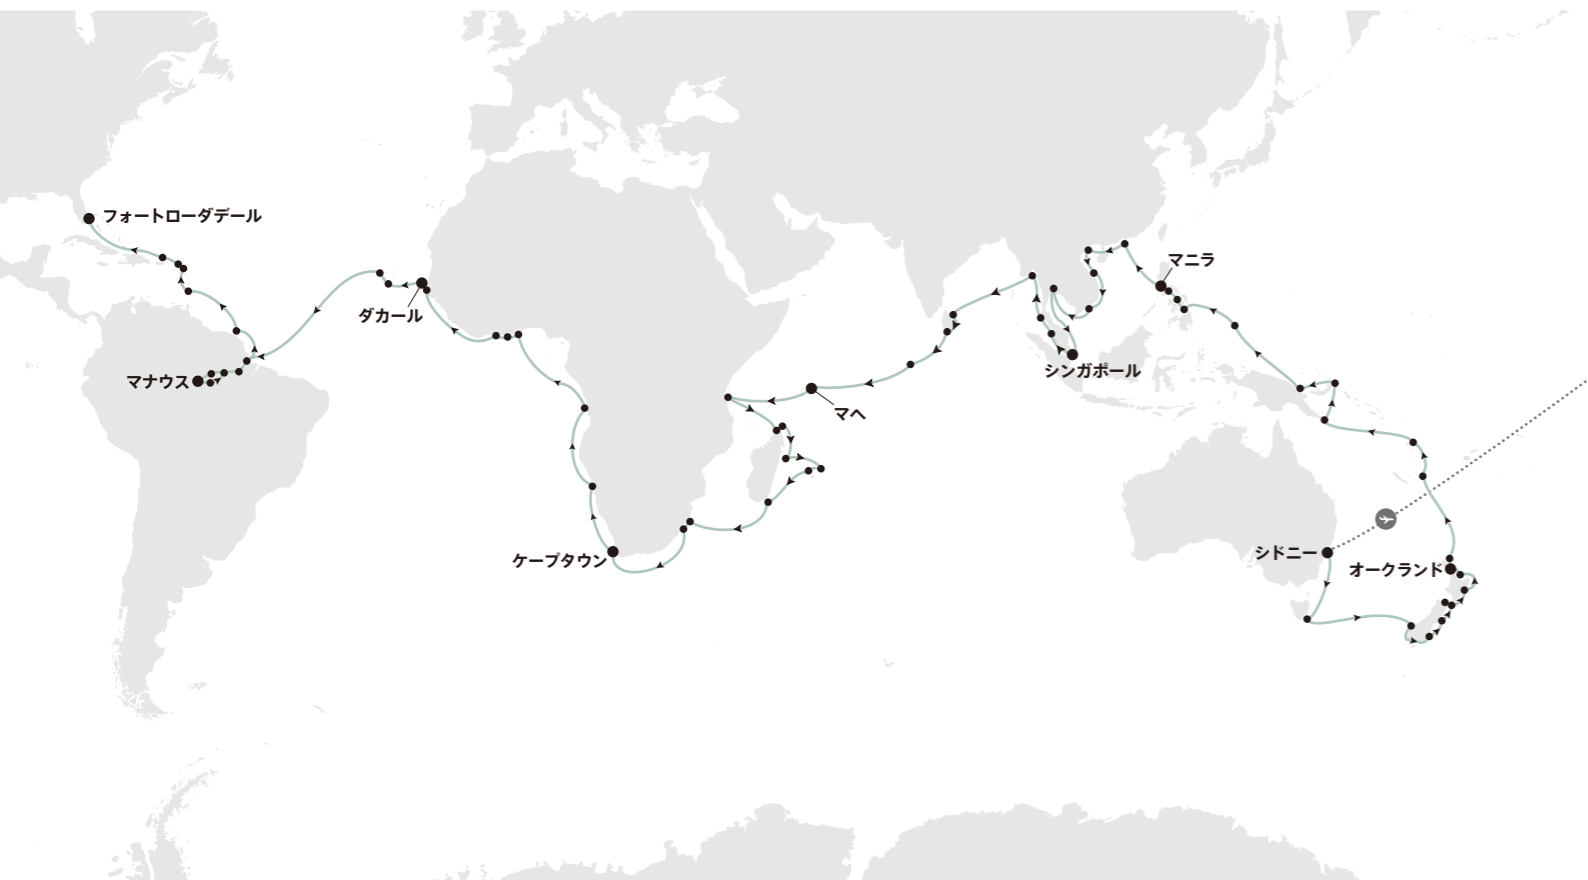 フォートローダデール
マニラ
ダカール
シンガポール
マナウス
マヘ
シドニー
ケープタウン
オークランド